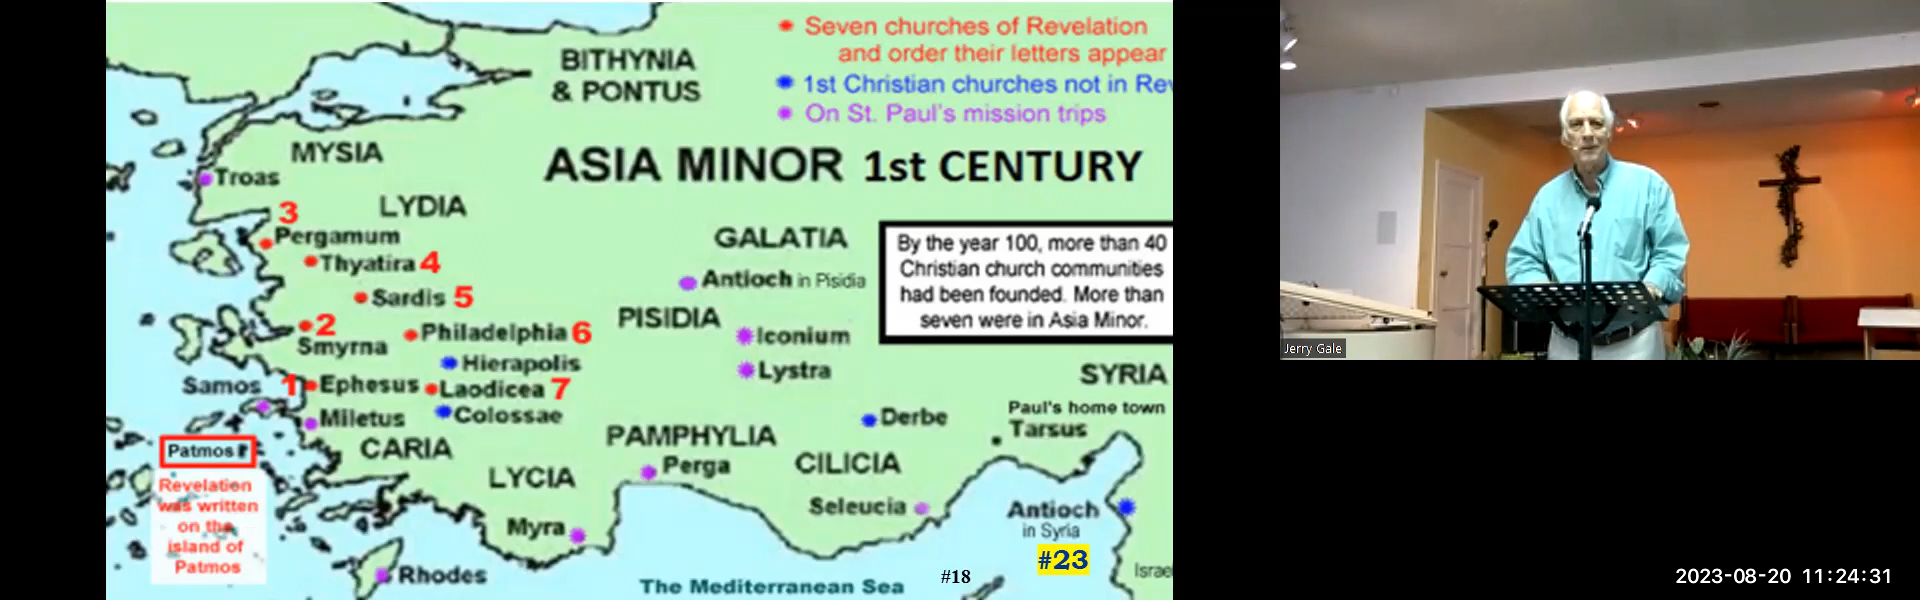 Seven churches of Revelation
and order their letters appear
1st Christian churches not in Rev
On St. Paul's mission trips
BITHYNIA
& PONTUS
MYSIA
ASIA MINOR 1st CENTURY
Troas
LYDIA
3
Pergamum
GALATIA
By the year 100, more than 40
Christian church communities
had been founded. More than
seven were in Asia Minor.
Thyatira 4
Antioch in Pisidia
Sardis 5
PISIDIA
2
Smyrna
Philadelphia 6
Iconium
Hierapolis
Lystra
SYRIA
Samos
1 Ephesus
Laodicea 7
Miletus
Colossae
Derbe
Paul's home town
Tarsus
Patmos
CARIA
PAMPHYLIA
Perga
CILICIA
LYCIA
Revelation
was written
on the
island of
Patmos
Seleucia
Antioch
in Syria
Myra
#23
Rhodes
The Mediterranean Sea
#18
Israe
Jerry Gale
2023-08-20 11:24:31